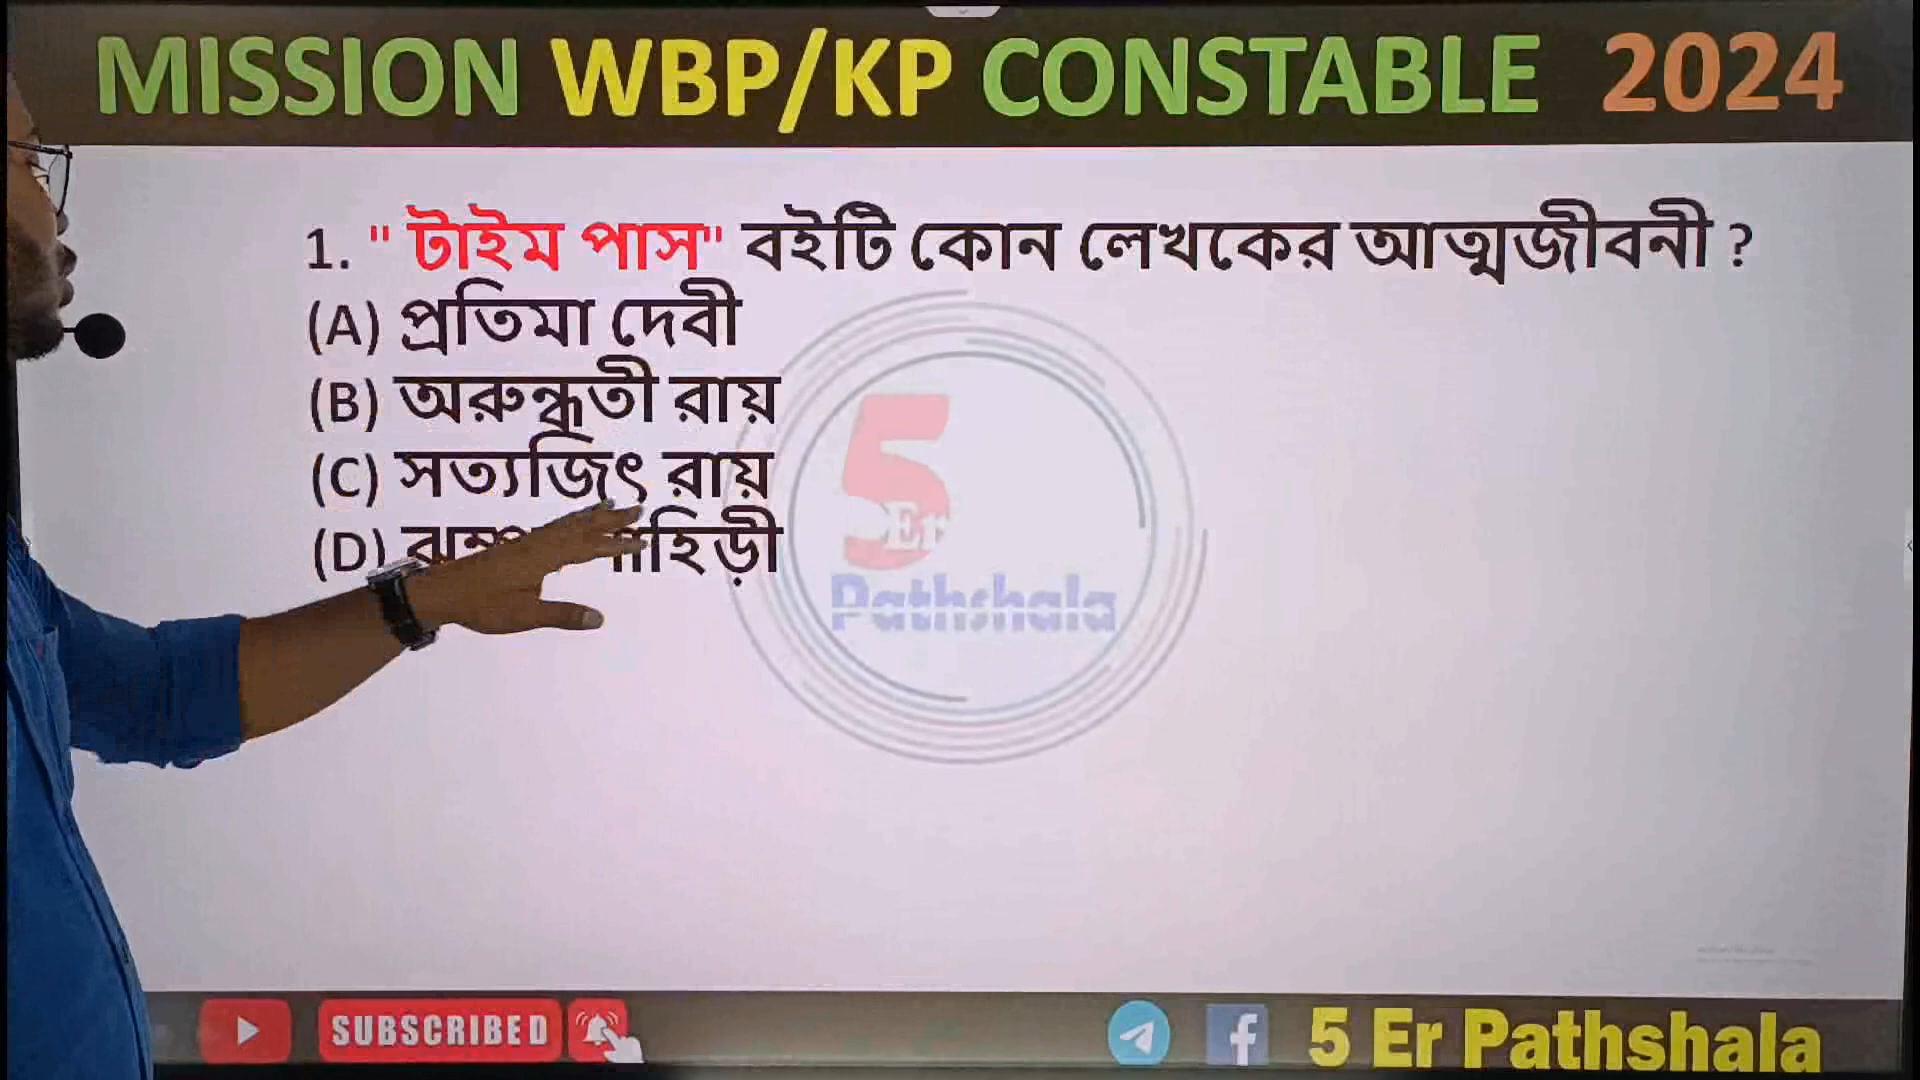 MISSION WBP/KP CONSTABLE 2024
1. " টাইম পাস" বইটি কোন লেখকের আত্মজীবনী ?
(A) প্রতিমা দেবী
(B) অরুন্ধতী রায়
(C) সত্যজিৎ রায়
(D)
5
Er
Pathshala
SUBSCRIBED
5 Er Pathshala